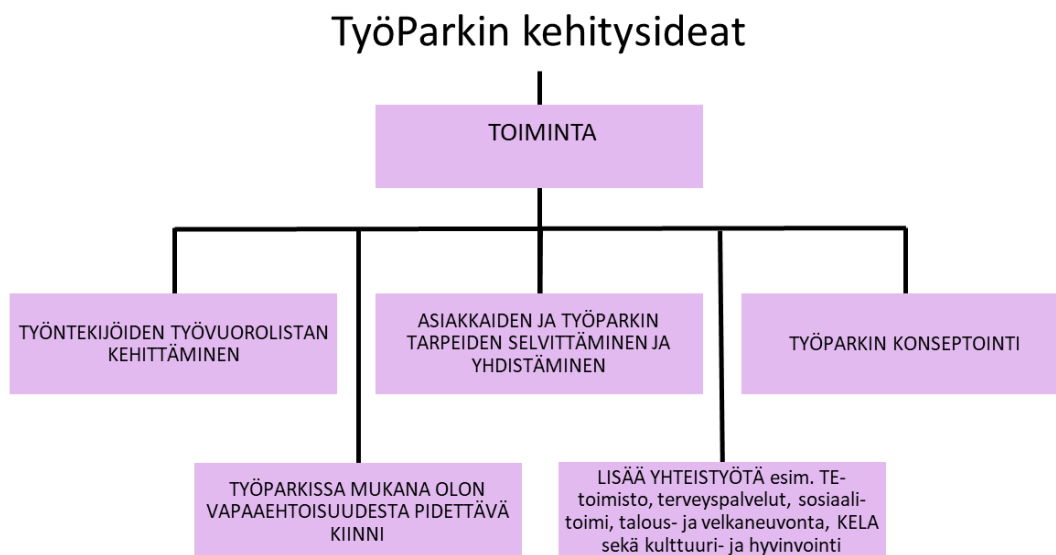 TyöParkin kehitysideat
TOIMINTA
TYÖNTEKIJÖIDEN TYÖVUOROLISTAN
KEHITTÄMINEN
ASIAKKAIDEN JA TYÖPARKIN
TARPEIDEN SELVITTÄMINEN JA
YHDISTÄMINEN
TYÖPARKIN KONSEPTOINTI
TYÖPARKISSA MUKANA OLON
VAPAAEHTOISUUDESTA PIDETTÄVÄ
KIINNI
LISÄÄ YHTEISTYÖTÄ esim. TE-
toimisto, terveyspalvelut, sosiaali-
toimi, talous- ja velkaneuvonta, KELA
sekä kulttuuri- ja hyvinvointi